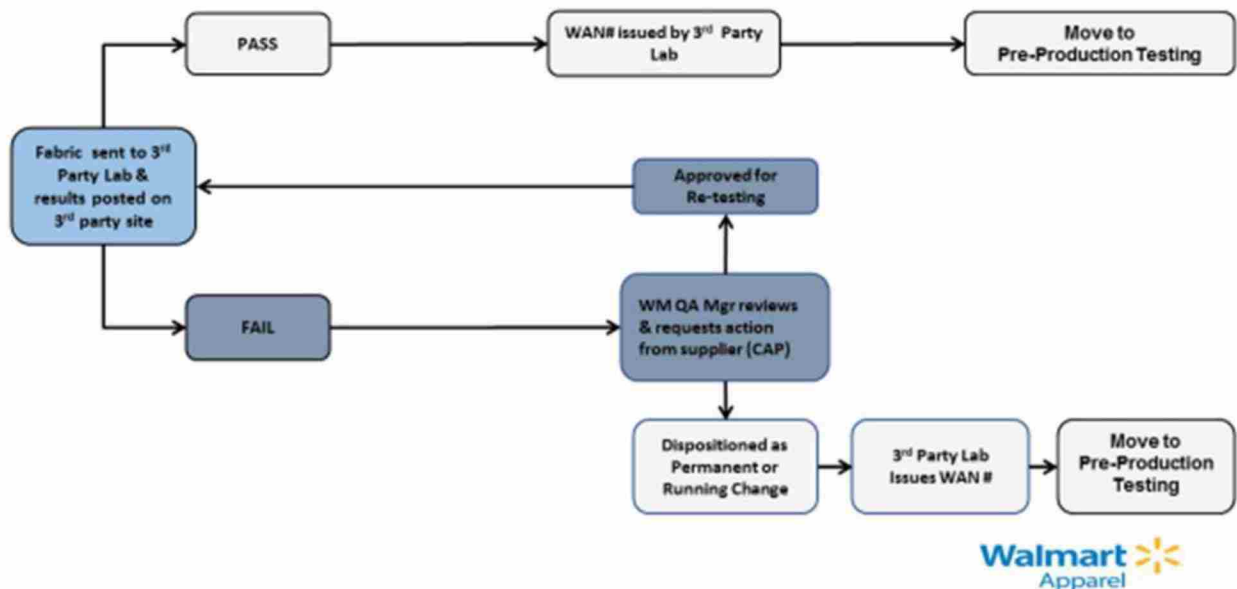 PASS
WAN# issued by 3rd Party
Lab
Move to
Pre-Production Testing
Fabric sent to 3rd
Party Lab &
results posted on
3rd party site
Approved for
Re-testing
FAIL
WM QA Mgr reviews
& requests action
from supplier (CAP)
Dispositioned as
Permanent or
Running Change
3rd Party Lab
Issues WAN #
Move to
Pre-Production
Testing
Walmart
Apparel